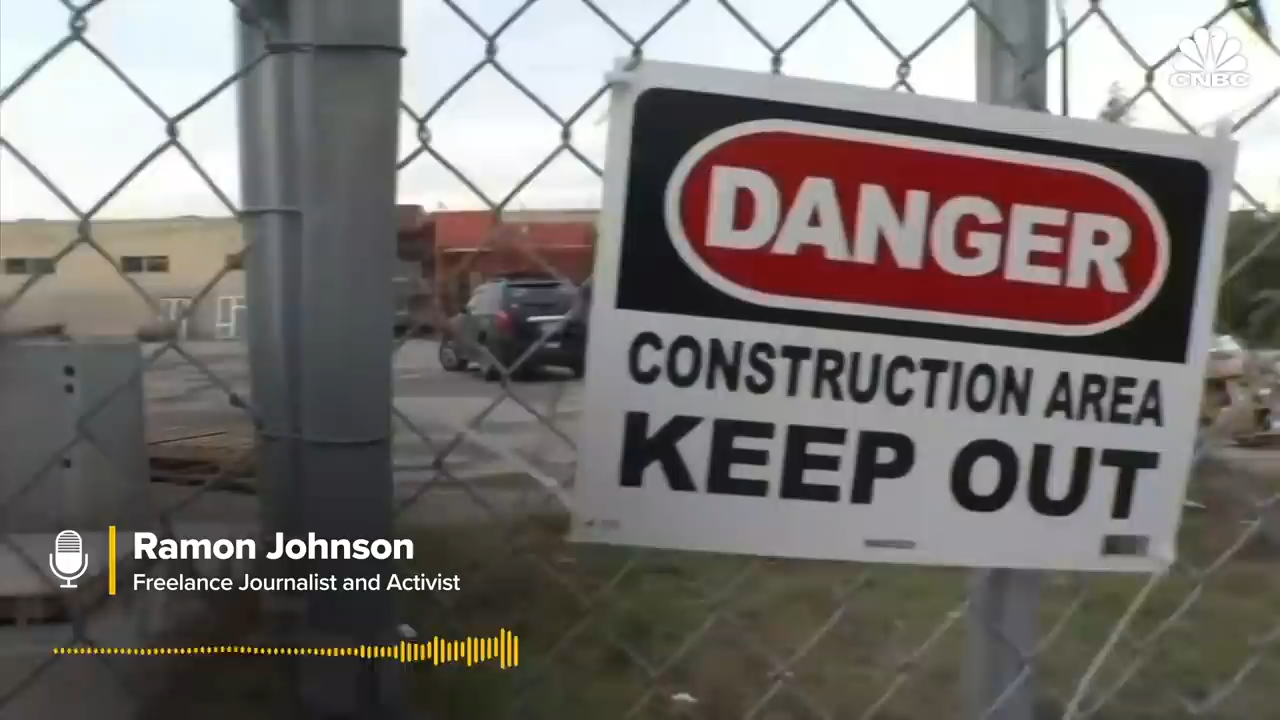 CNBC
DANGER
CONSTRUCTION AREA
KEEP OUT
Ramon Johnson
Freelance Journalist and Activist